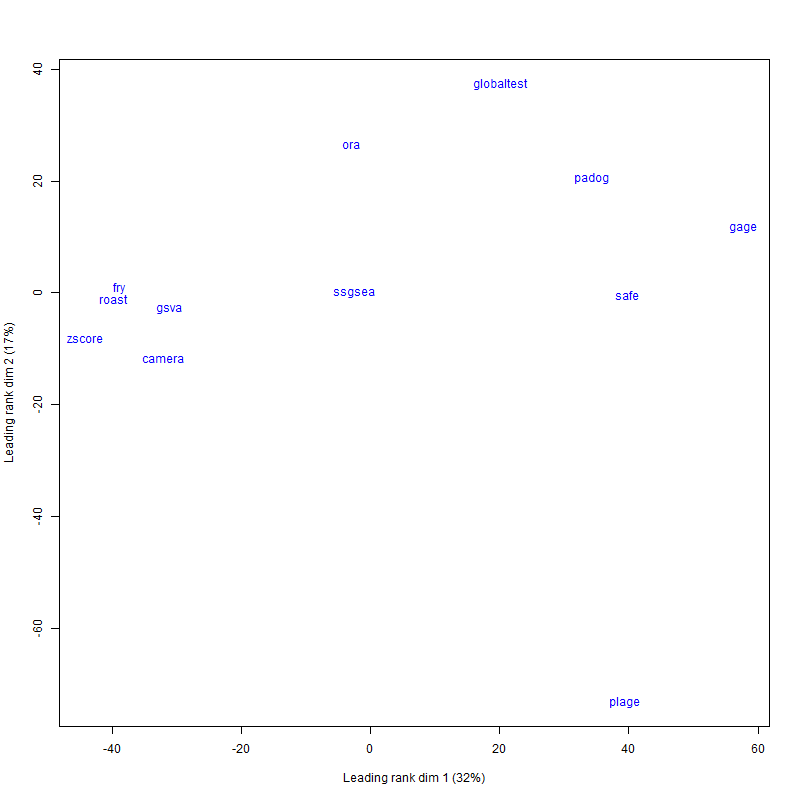 40
20
0
-20
-40
-60
Leading rank dim 2 (17%)
globaltest
ora
padog
gage
fry
roast
ssgsea
safe
gsva
zscore
camera
plage
-40 -20 0 20 40 60
Leading rank dim 1 (32%)